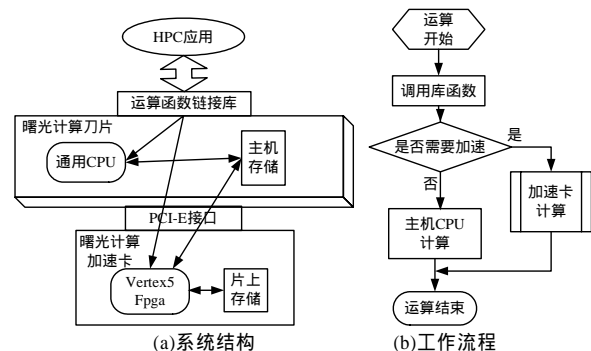 HPC应用
运算函数链接库
曙光计算刀片
通用CPU
主机
存储
PCI-E接口
曙光计算
加速卡
Vertex5
Fpga
片上
存储
(a)系统结构
运算
开始
调用库函数
是否需要加速
是
否
加速卡
计算
主机CPU
计算
运算结束
(b)工作流程